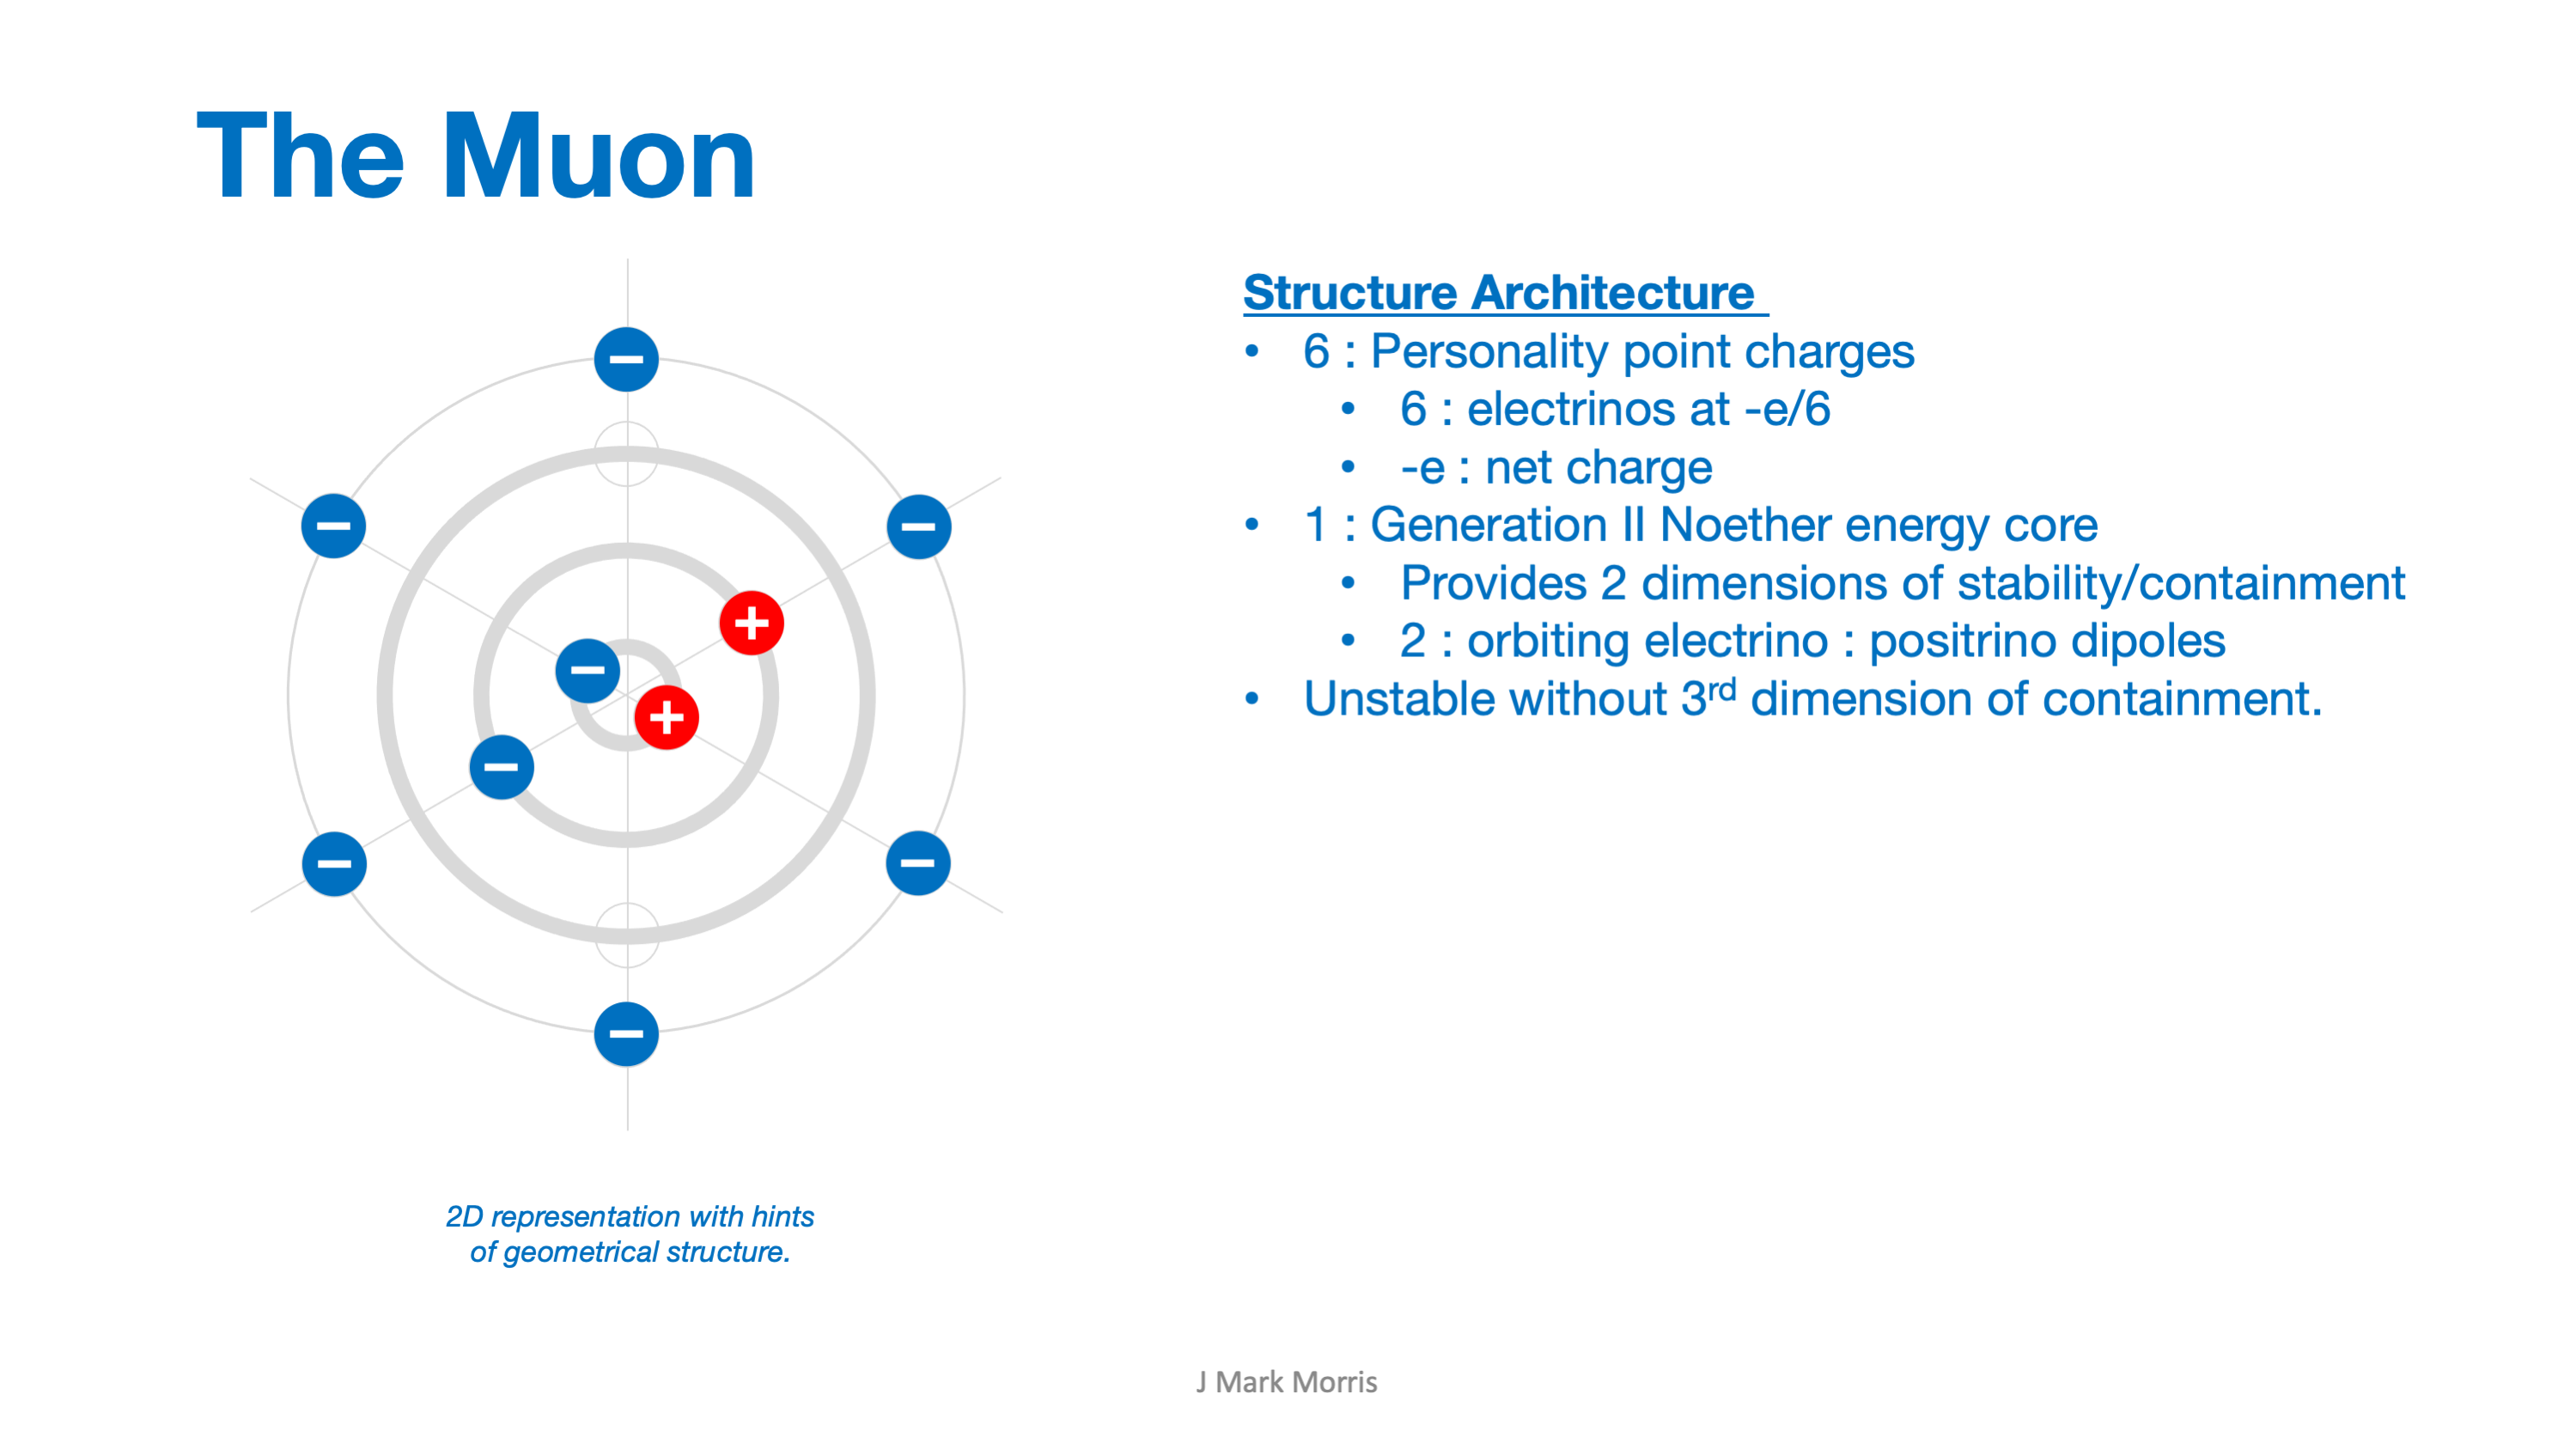 The Muon
Structure Architecture
• 6 : Personality point charges
• 6 : electrinos at -e/6
• -e : net charge
• 1 : Generation II Noether energy core
• Provides 2 dimensions of stability/containment
• 2 : orbiting electrino : positrino dipoles
• Unstable without 3rd dimension of containment.
−
−
−
+
−
+
−
−
−
−
2D representation with hints
of geometrical structure.
J Mark Morris